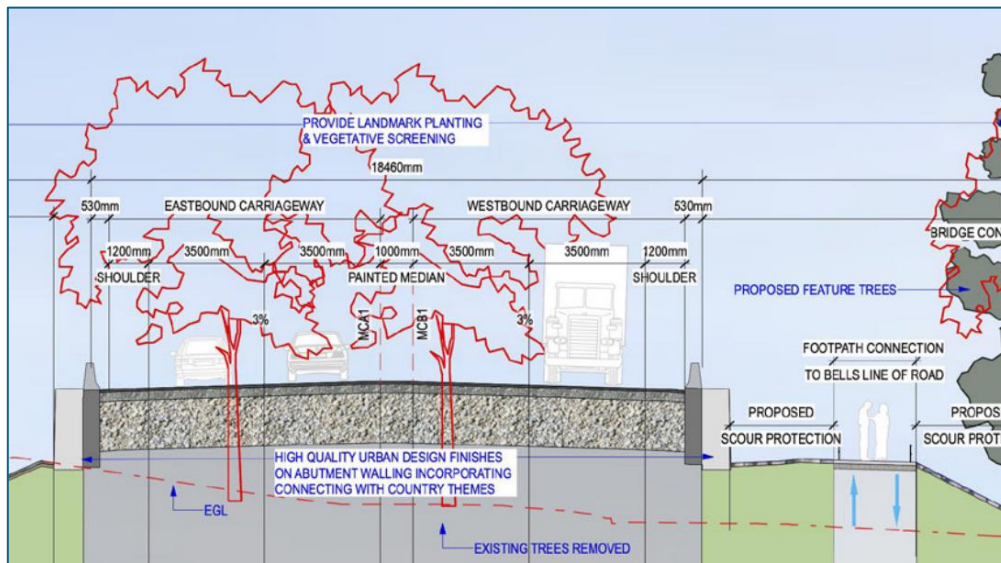 PROVIDE LANDMARK PLANTING
& VEGETATIVE SCREENING
18460mm
530mm
EASTBOUND CARRIAGEWAY
WESTBOUND CARRIAGEWAY
530mm
BRIDGE CON
1200mm
3500mm
3500mm
1000mm
3500mm
3500mm
1200mm
SHOULDER
PAINTED MEDIAN
SHOULDER
PROPOSED FEATURE TREES
3%
MCA1
MCB1
3%
FOOTPATH CONNECTION
TO BELLS LINE OF ROAD
PROPOSED
SCOUR PROTECTION
PROPOS
SCOUR PROTE
HIGH QUALITY URBAN DESIGN FINISHES
ON ABUTMENT WALLING INCORPORATING
CONNECTING WITH COUNTRY THEMES
EGL
EXISTING TREES REMOVED